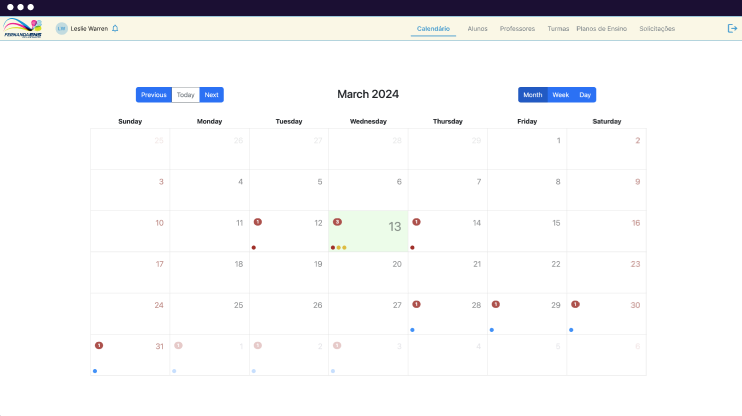 FERNANDA
LW Leslie Warren
Calendário Alunos Professores Turmas Planos de Ensino Solicitações
Previous Today Next
March 2024
Month Week Day
Sunday Monday Tuesday Wednesday Thursday Friday Saturday
25 26 27 28 29 1 2
3 4 5 6 7 8 9
10 11 1 12 3 13 1 14 15 16
17 18 19 20 21 22 23
24 25 26 27 1 28 1 29 1 30
1 31 1 1 1 2 1 3 4 5 6